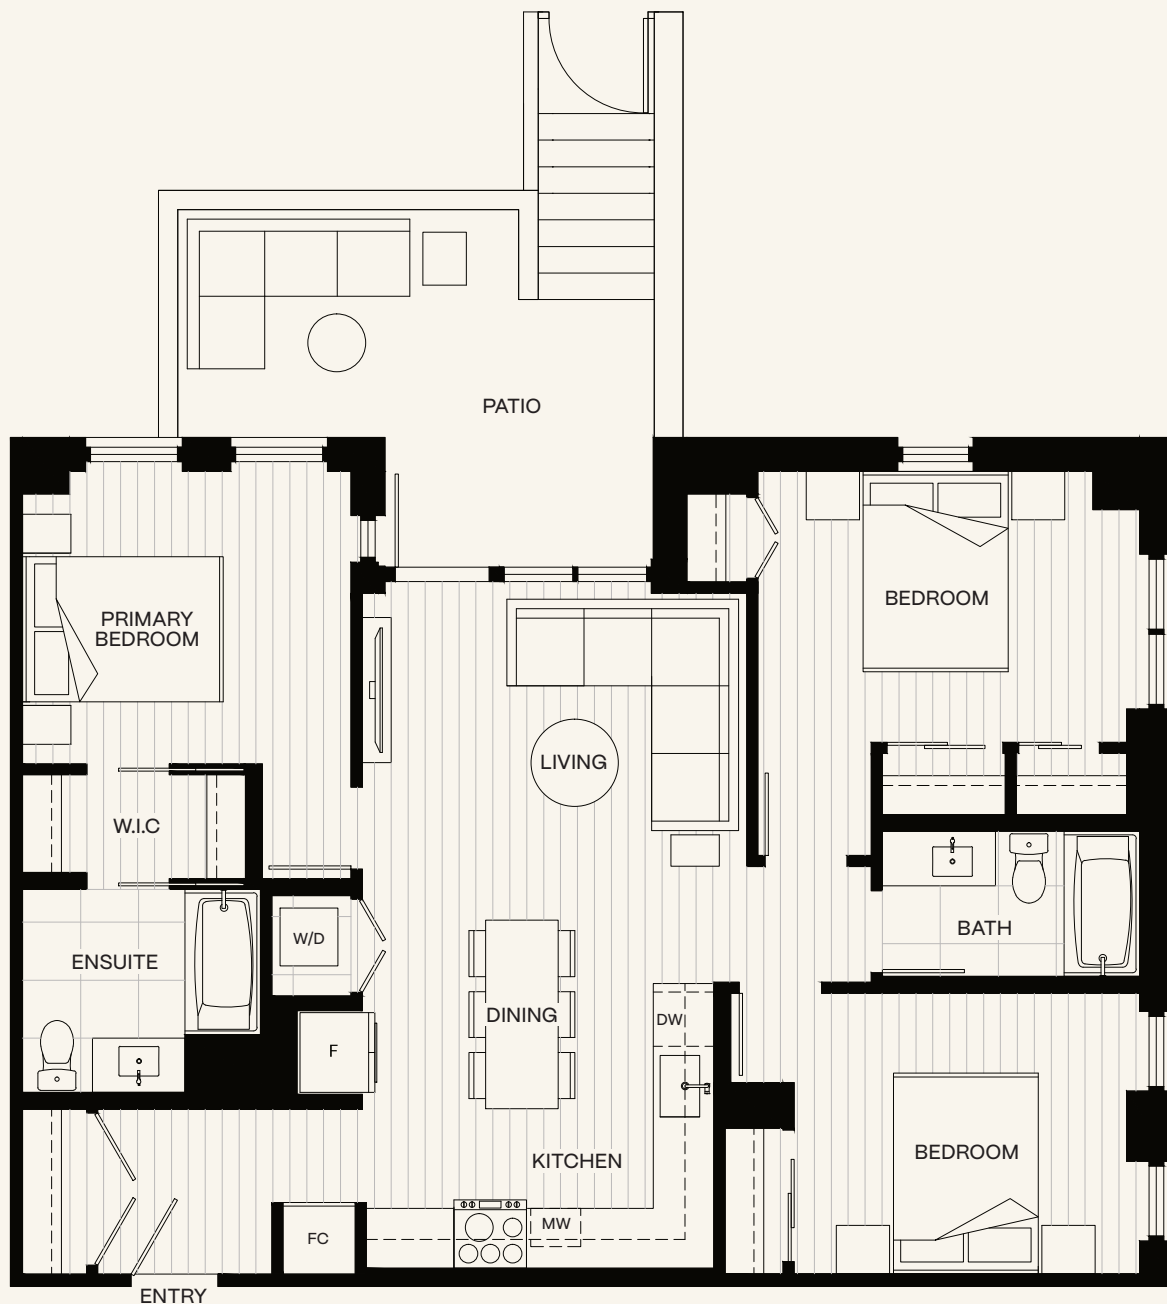 PATIO
PRIMARY
BEDROOM
BEDROOM
LIVING
W.I.C
BATH
W/D
ENSUITE
DINING
DW
F
KITCHEN
BEDROOM
MW
FC
ENTRY